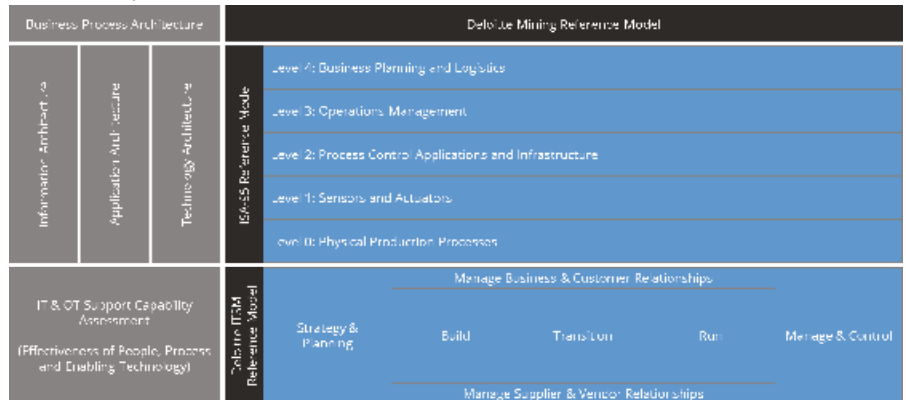 Business Process Architecture
Deloitte Mining Reference Model
Information Architecture
Application Architecture
Technology Architecture
ISA-95 Reference Model
Level 4: Business Planning and Logistics
Level 3: Operations Management
Level 2: Process Control Applications and Infrastructure
Level 1: Sensors and Actuators
Level 0: Physical Production Processes
IT & OT Support Capability
Assessment
(Effectiveness of People, Process
and Enabling Technology)
Deloitte ITSM
Reference Model
Manage Business & Customer Relationships
Strategy &
Planning
Build
Transition
Run
Manage & Control
Manage Supplier & Vendor Relationships